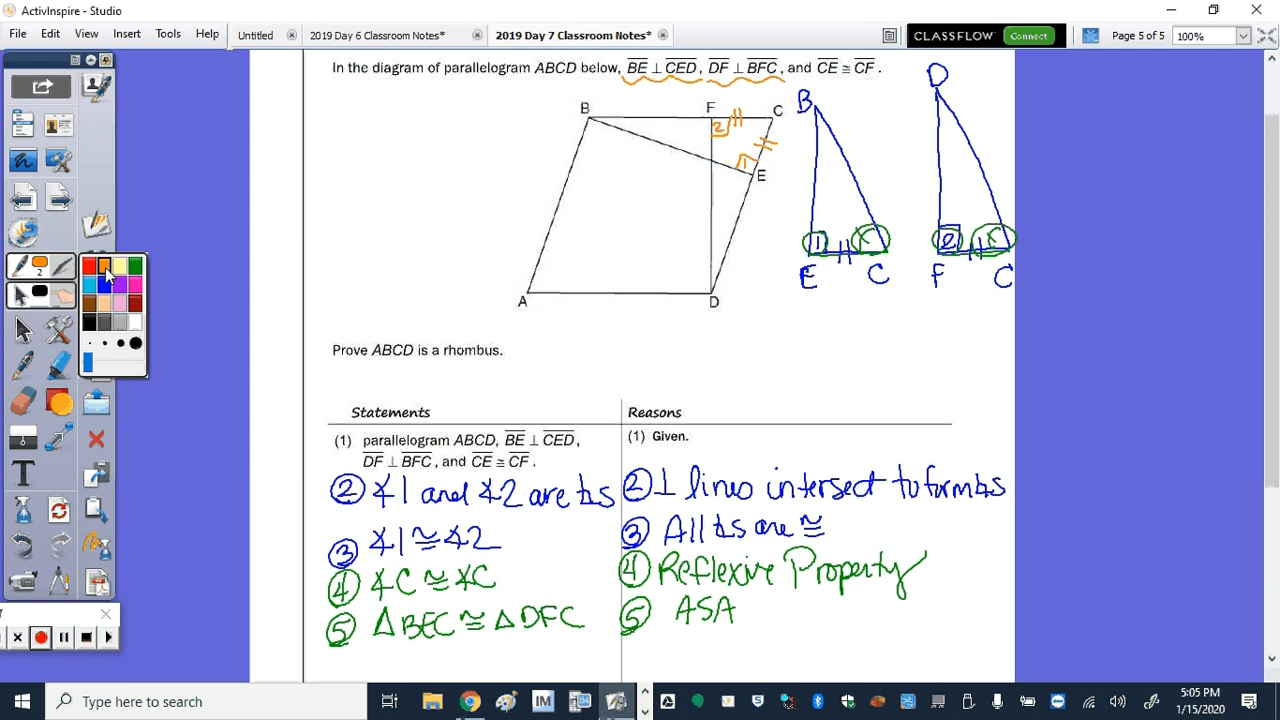 ActivInspire - Studio
File Edit View Insert Tools Help
Untitled
2019 Day 6 Classroom Notes*
2019 Day 7 Classroom Notes*
CLASSFLOW Connect
Page 5 of 5
100%
In the diagram of parallelogram ABCD below, BE ⊥ CED, DF ⊥ BFC, and CE ≅ CF.
B F C
2
1
E
A D
B
1
E C
D
2
F C
2
T
Prove ABCD is a rhombus.
Statements Reasons
(1) parallelogram ABCD, BE ⊥ CED, (1) Given.
DF ⊥ BFC, and CE ≅ CF.
② ∡1 and ∡2 are ∟s ② ⊥ lines intersect to form ∟s
③ ∡1 ≅ ∡2 ③ All ∟s are ≅
④ ∡C ≅ ∡C ④ Reflexive Property
⑤ △BEC ≅ △DFC ⑤ ASA
Type here to search
IM
5:05 PM
1/15/2020